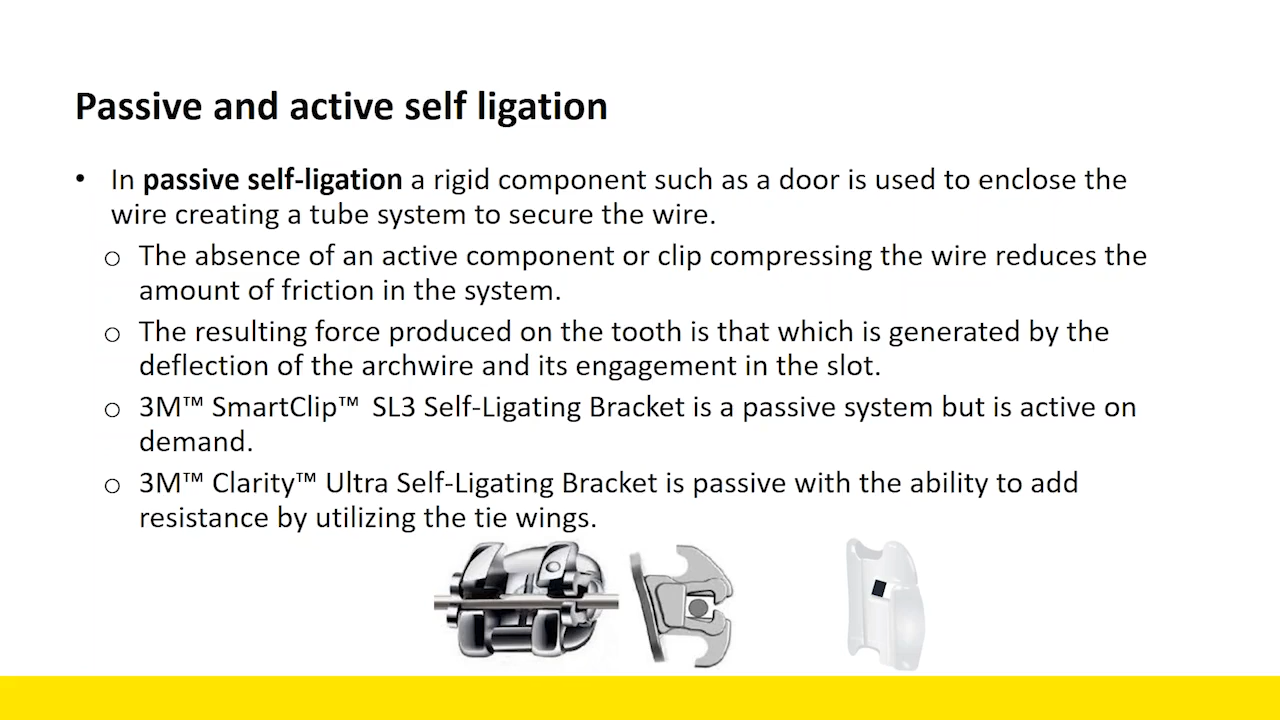 Passive and active self ligation
• In passive self-ligation a rigid component such as a door is used to enclose the
wire creating a tube system to secure the wire.
o The absence of an active component or clip compressing the wire reduces the
amount of friction in the system.
o The resulting force produced on the tooth is that which is generated by the
deflection of the archwire and its engagement in the slot.
o 3M™ SmartClip™ SL3 Self-Ligating Bracket is a passive system but is active on
demand.
o 3M™ Clarity™ Ultra Self-Ligating Bracket is passive with the ability to add
resistance by utilizing the tie wings.